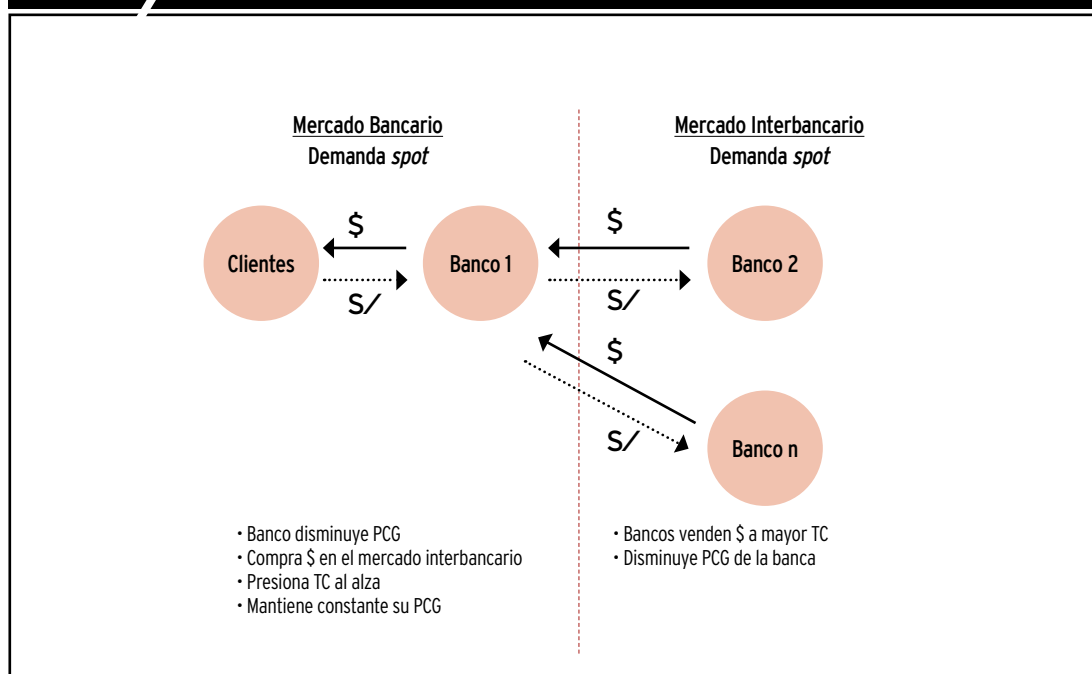 Mercado Bancario
Demanda spot
Mercado Interbancario
Demanda spot
Clientes
$
S/
Banco 1
$
S/
Banco 2
$
S/
Banco n
• Banco disminuye PCG
• Compra $ en el mercado interbancario
• Presiona TC al alza
• Mantiene constante su PCG
• Bancos venden $ a mayor TC
• Disminuye PCG de la banca